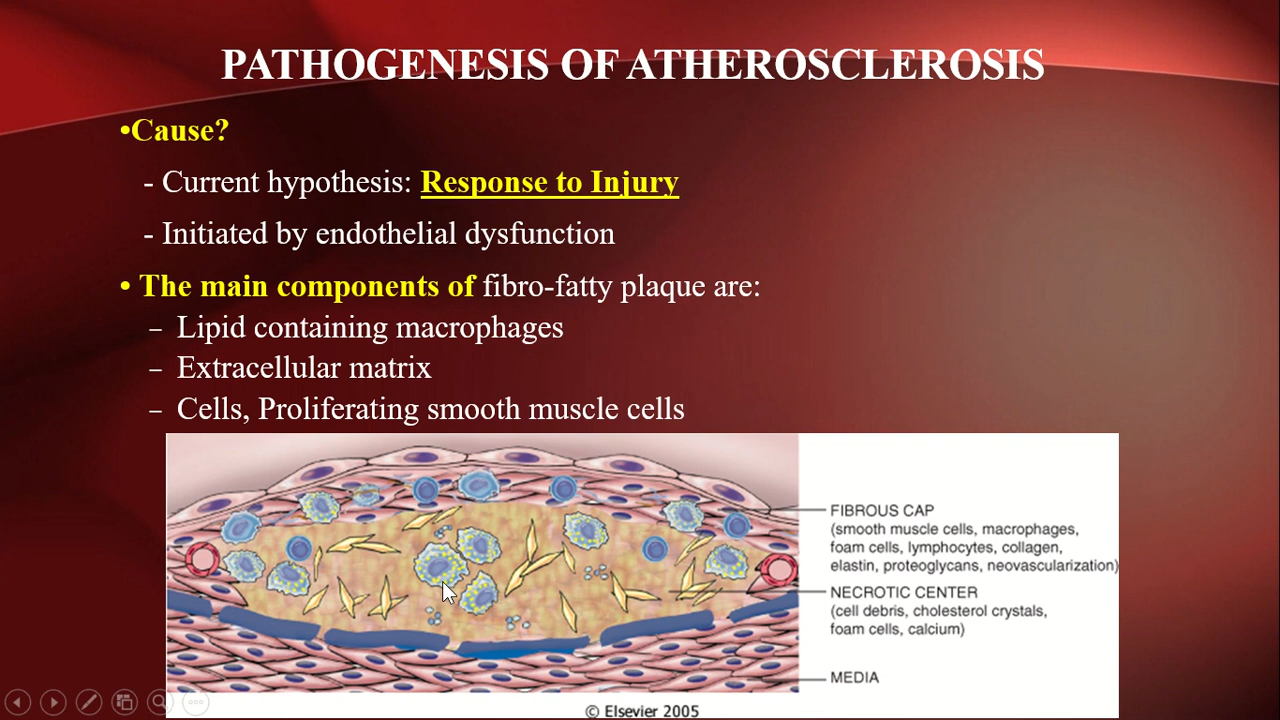 PATHOGENESIS OF ATHEROSCLEROSIS
•Cause?
- Current hypothesis: Response to Injury
- Initiated by endothelial dysfunction
• The main components of fibro-fatty plaque are:
– Lipid containing macrophages
– Extracellular matrix
– Cells, Proliferating smooth muscle cells
FIBROUS CAP
(smooth muscle cells, macrophages,
foam cells, lymphocytes, collagen,
elastin, proteoglycans, neovascularization)
NECROTIC CENTER
(cell debris, cholesterol crystals,
foam cells, calcium)
MEDIA
© Elsevier 2005